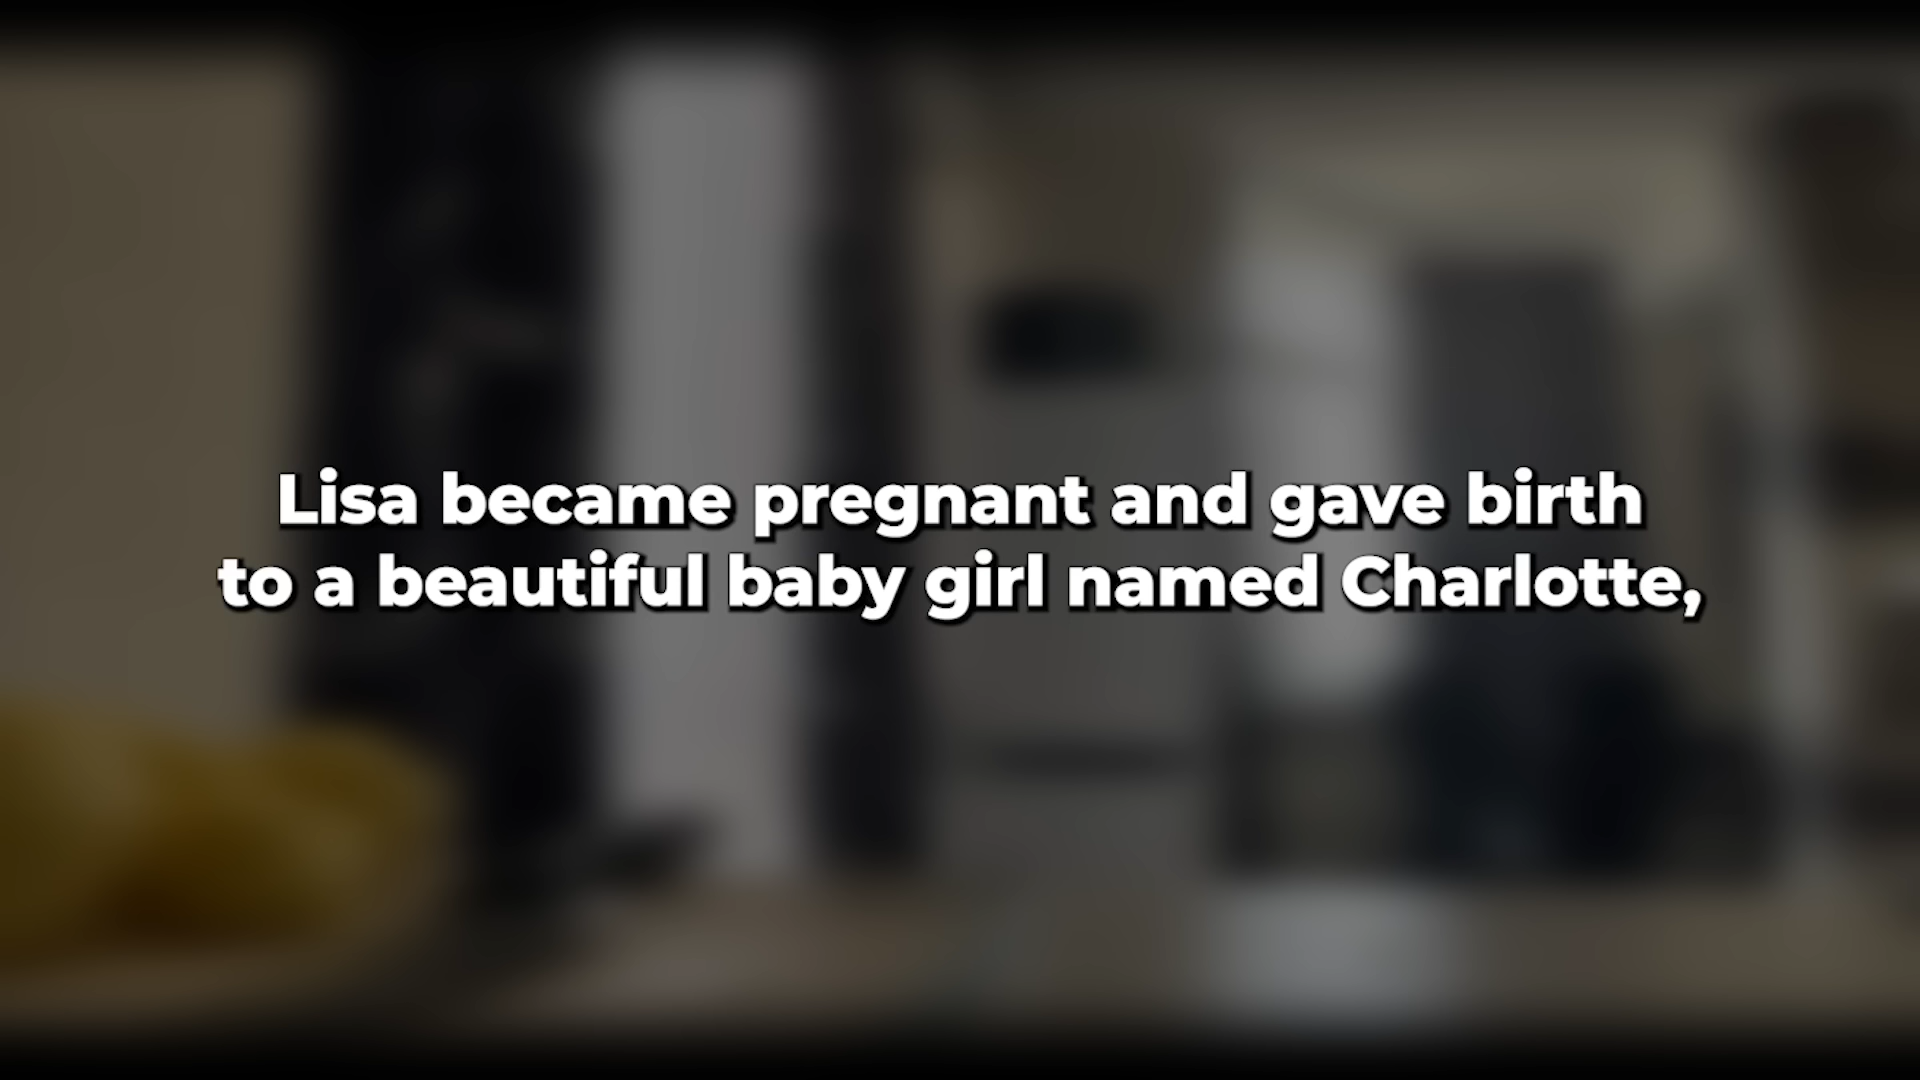 Lisa became pregnant and gave birth
to a beautiful baby girl named Charlotte,